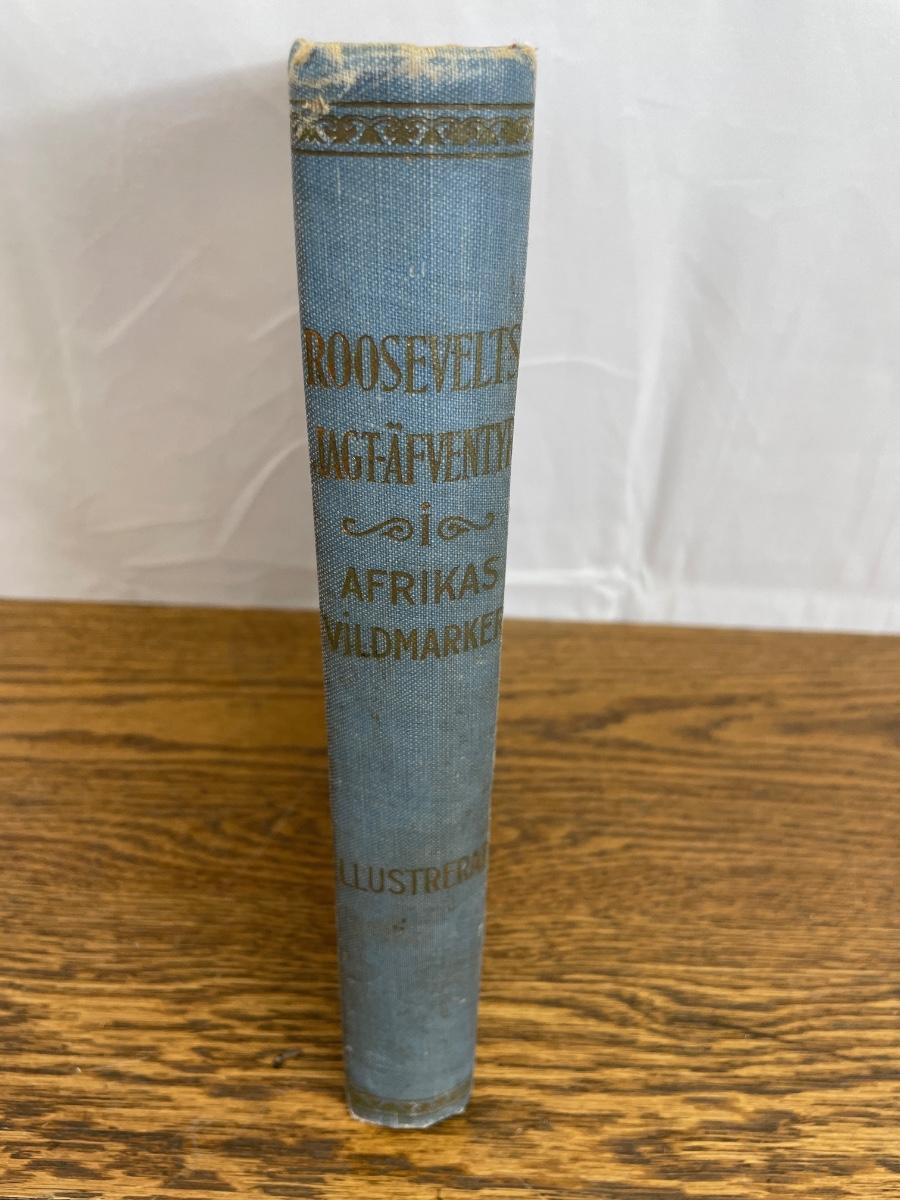 ROOSEVELTS
JAGT-ÄFVENTYR
i
AFRIKAS
VILDMARKER
ILLUSTRERAD